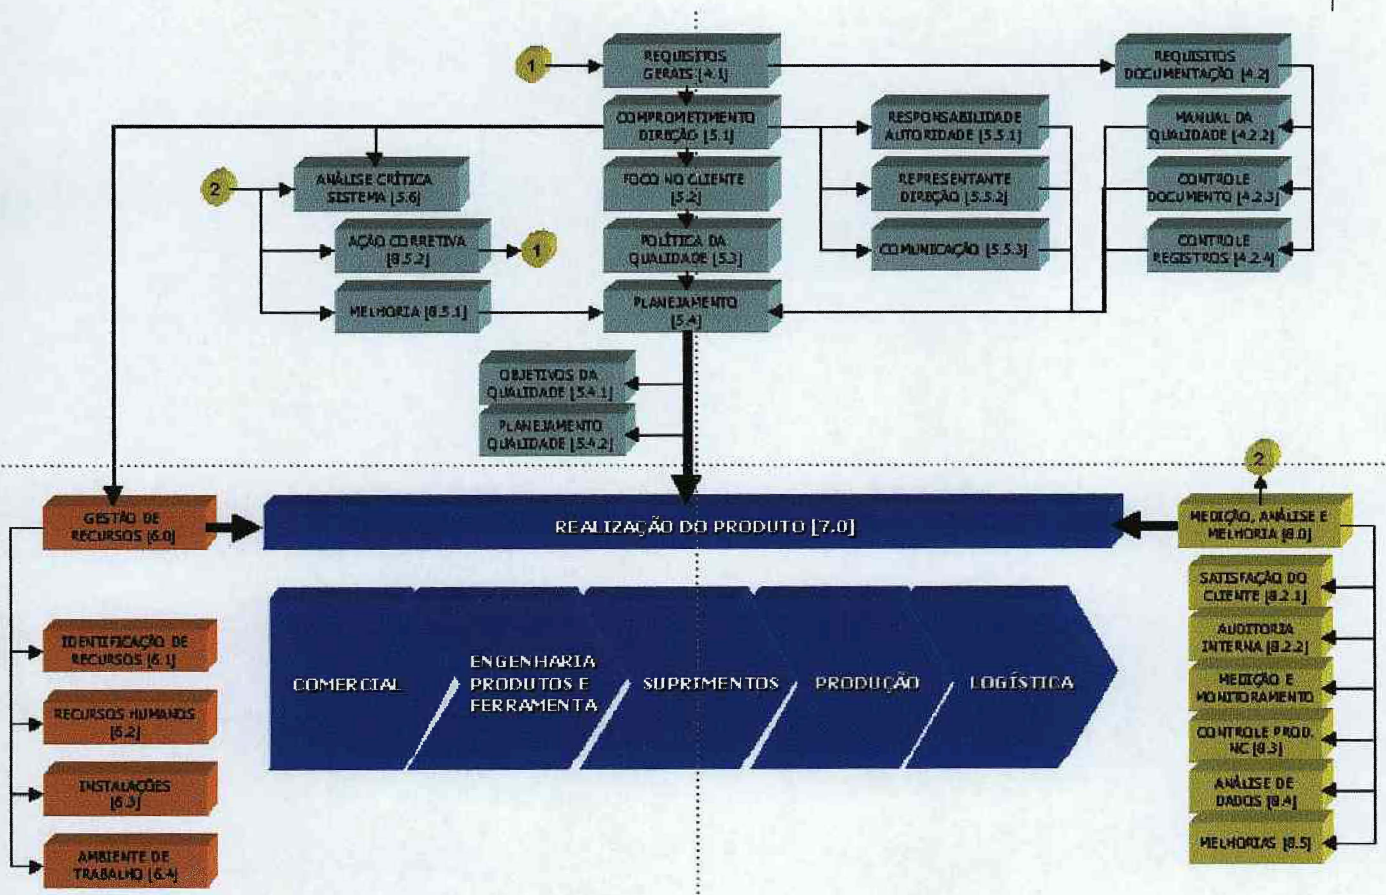 1
REQUISITOS
GERAIS [4.1]
REQUISITOS
DOCUMENTAÇÃO [4.2]
COMPROMETIMENTO
DIREÇÃO [5.1]
RESPONSABILIDADE
AUTORIDADE [5.5.1]
MANUAL DA
QUALIDADE [4.2.2]
2
ANÁLISE CRÍTICA
SISTEMA [5.6]
FOCO NO CLIENTE
[5.2]
REPRESENTANTE
DIREÇÃO [5.5.2]
CONTROLE
DOCUMENTO [4.2.3]
AÇÃO CORRETIVA
[8.5.2]
1
POLÍTICA DA
QUALIDADE [5.3]
COMUNICAÇÃO [5.5.3]
CONTROLE
REGISTROS [4.2.4]
MELHORIA [8.5.1]
PLANEJAMENTO
[5.4]
OBJETIVOS DA
QUALIDADE [5.4.1]
PLANEJAMENTO
QUALIDADE [5.4.2]
2
GESTÃO DE
RECURSOS [6.0]
REALIZAÇÃO DO PRODUTO [7.0]
MEDIÇÃO, ANÁLISE E
MELHORIA [8.0]
IDENTIFICAÇÃO DE
RECURSOS [6.1]
RECURSOS HUMANOS
[6.2]
INSTALAÇÕES
[6.3]
AMBIENTE DE
TRABALHO [6.4]
COMERCIAL
ENGENHARIA
PRODUTOS E
FERRAMENTA
SUPRIMENTOS
PRODUÇÃO
LOGÍSTICA
SATISFAÇÃO DO
CLIENTE [8.2.1]
AUDITORIA
INTERNA [8.2.2]
MEDIÇÃO E
MONITORAMENTO
CONTROLE PROD.
NC [8.3]
ANÁLISE DE
DADOS [8.4]
MELHORIAS [8.5]